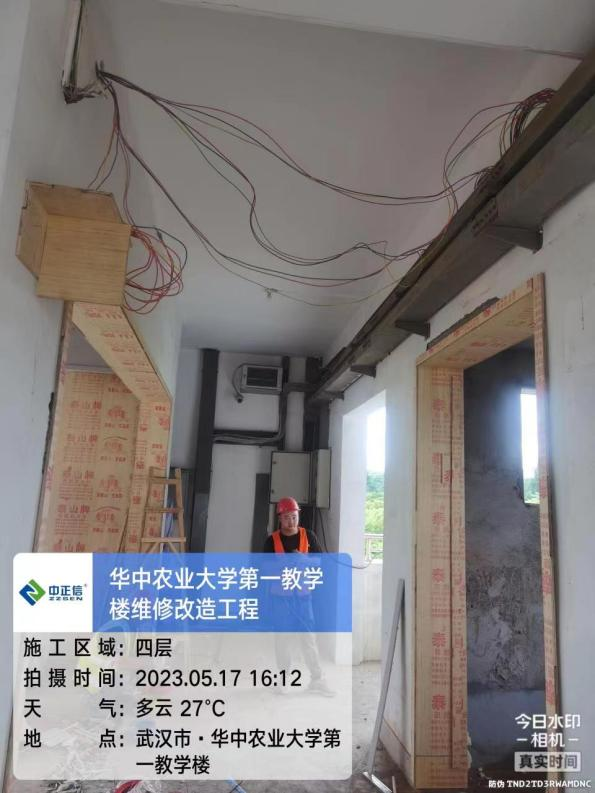 中正信®
ZZSEN
华中农业大学第一教学
楼维修改造工程
施工区域：四层
拍摄时间：2023.05.17 16:12
天 气：多云 27℃
地 点：武汉市·华中农业大学第
一教学楼
今日水印
相机
真实时间
防伪 TND2TD3RWAMDNC